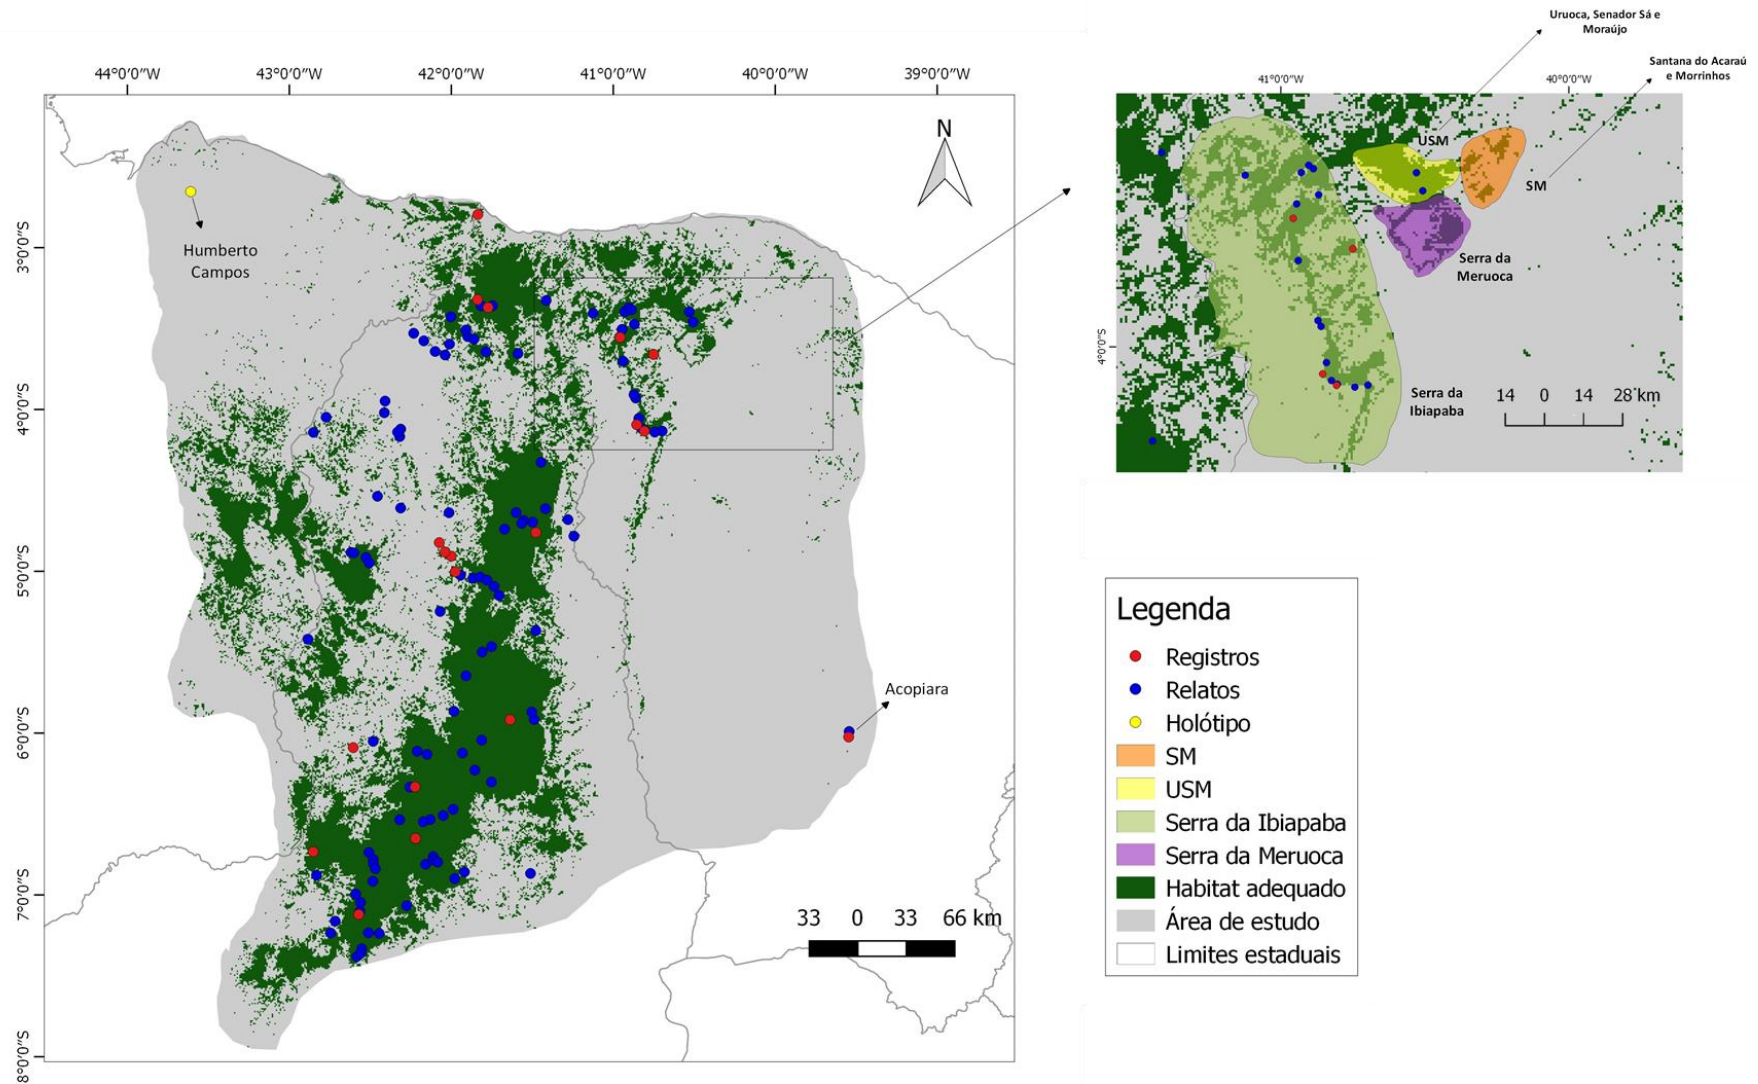 Uruoca, Senador Sá e
Moraújo
Santana do Acaraú
e Morrinhos
44°0'0"W
43°0'0"W
42°0'0"W
41°0'0"W
40°0'0"W
39°0'0"W
3°0'0"S
4°0'0"S
5°0'0"S
6°0'0"S
7°0'0"S
8°0'0"S
N
Humberto
Campos
Acopiara
33 0 33 66 km
41°0'0"W
40°0'0"W
4°0'0"S
USM
SM
Serra da
Meruoca
Serra da
Ibiapaba
14 0 14 28 km
Legenda
Registros
Relatos
Holótipo
SM
USM
Serra da Ibiapaba
Serra da Meruoca
Habitat adequado
Área de estudo
Limites estaduais